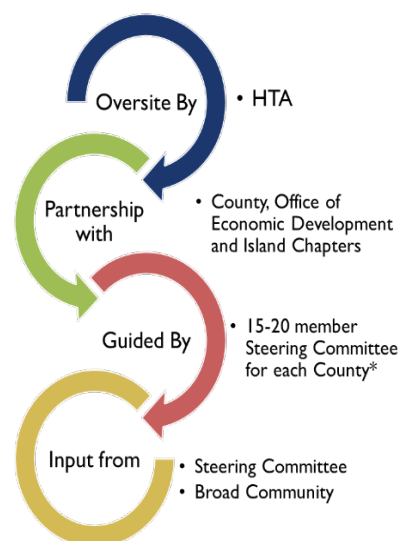 Oversite By
• HTA
Partnership
with
• County, Office of
Economic Development
and Island Chapters
Guided By
• 15-20 member
Steering Committee
for each County*
Input from
• Steering Committee
• Broad Community